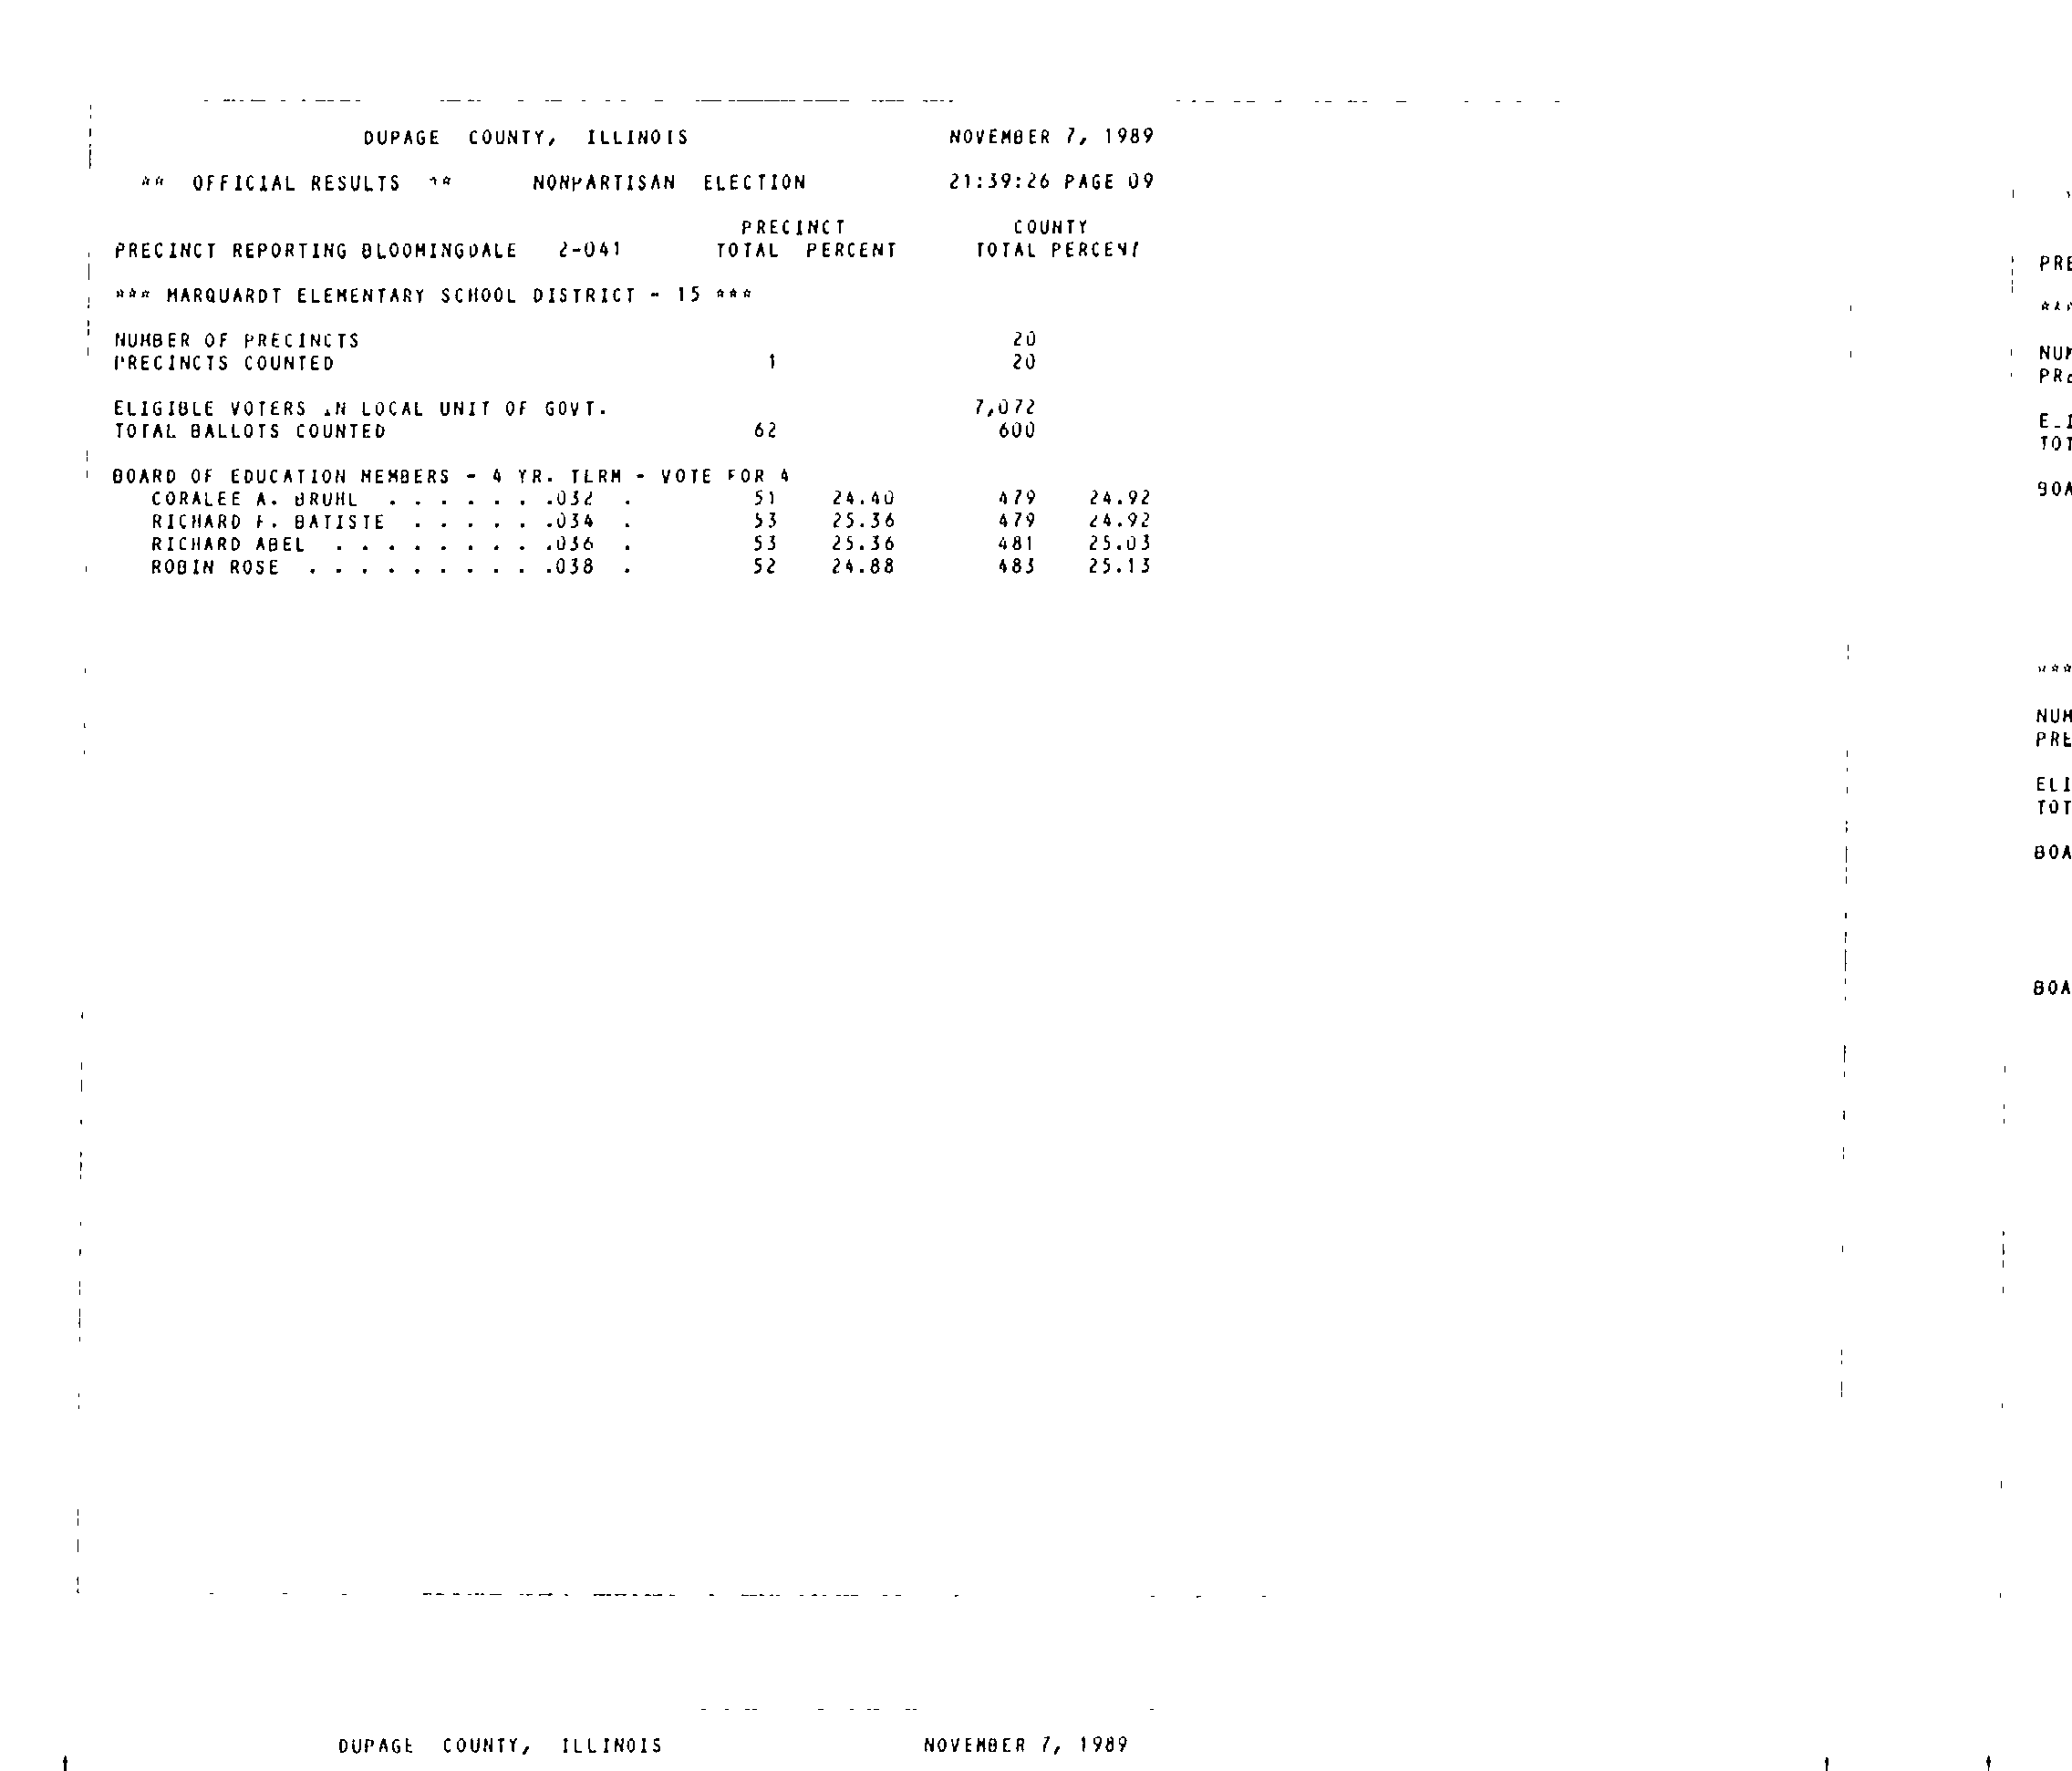 DUPAGE COUNTY, ILLINOIS NOVEMBER 7, 1989
** OFFICIAL RESULTS ** NONPARTISAN ELECTION 21:39:26 PAGE 09
PRECINCT COUNTY
PRECINCT REPORTING BLOOMINGDALE 2-041 TOTAL PERCENT TOTAL PERCENT
*** MARQUARDT ELEMENTARY SCHOOL DISTRICT - 15 ***
NUMBER OF PRECINCTS 20
PRECINCTS COUNTED 1 20
ELIGIBLE VOTERS IN LOCAL UNIT OF GOVT. 7,072
TOTAL BALLOTS COUNTED 62 600
BOARD OF EDUCATION MEMBERS - 4 YR. TERM - VOTE FOR 4
CORALEE A. BRUHL . . . . . . .032 . 51 24.40 479 24.92
RICHARD F. BATISTE . . . . . .034 . 53 25.36 479 24.92
RICHARD ABEL . . . . . . . . .036 . 53 25.36 481 25.03
ROBIN ROSE . . . . . . . . . .038 . 52 24.88 483 25.13
DUPAGE COUNTY, ILLINOIS NOVEMBER 7, 1989
PRE
***
NUM
PRE
ELI
TOT
BOA
***
NUM
PRE
ELI
TOT
BOA
BOA